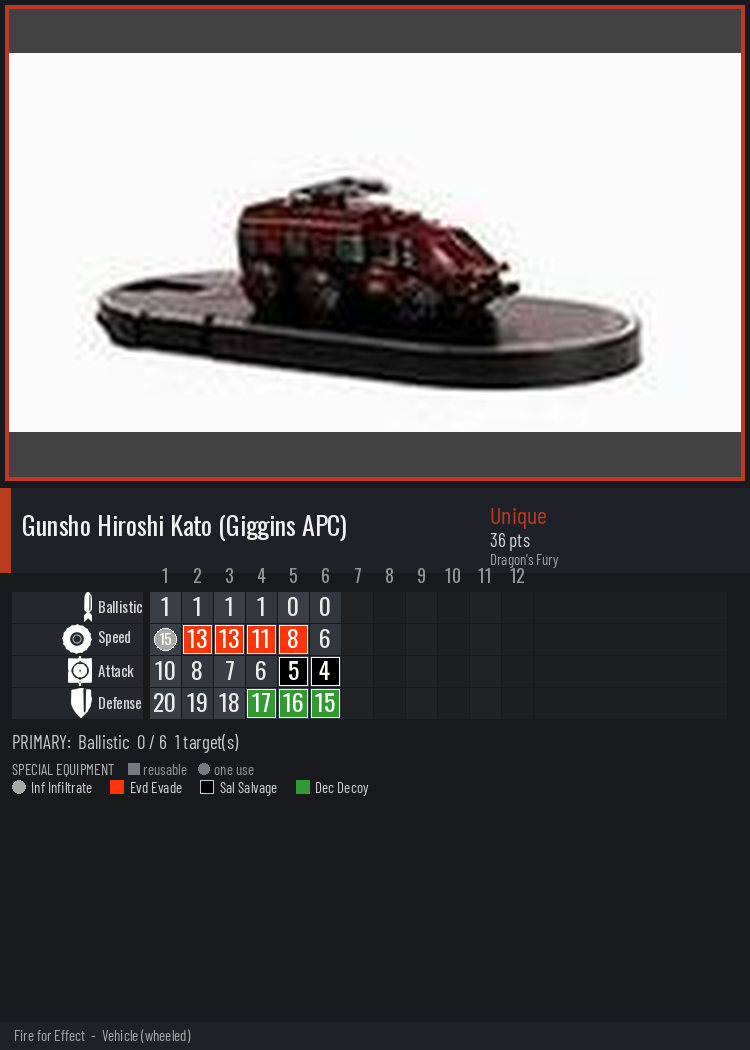 Gunsho Hiroshi Kato (Giggins APC)
Unique
36 pts
Dragon's Fury
1 2 3 4 5 6 7 8 9 10 11 12
Ballistic 1 1 1 1 0 0
Speed 15 13 13 11 8 6
Attack 10 8 7 6 5 4
Defense 20 19 18 17 16 15
PRIMARY: Ballistic 0 / 6 1 target(s)
SPECIAL EQUIPMENT reusable one use
Inf Infiltrate Evd Evade Sal Salvage Dec Decoy
Fire for Effect - Vehicle (wheeled)